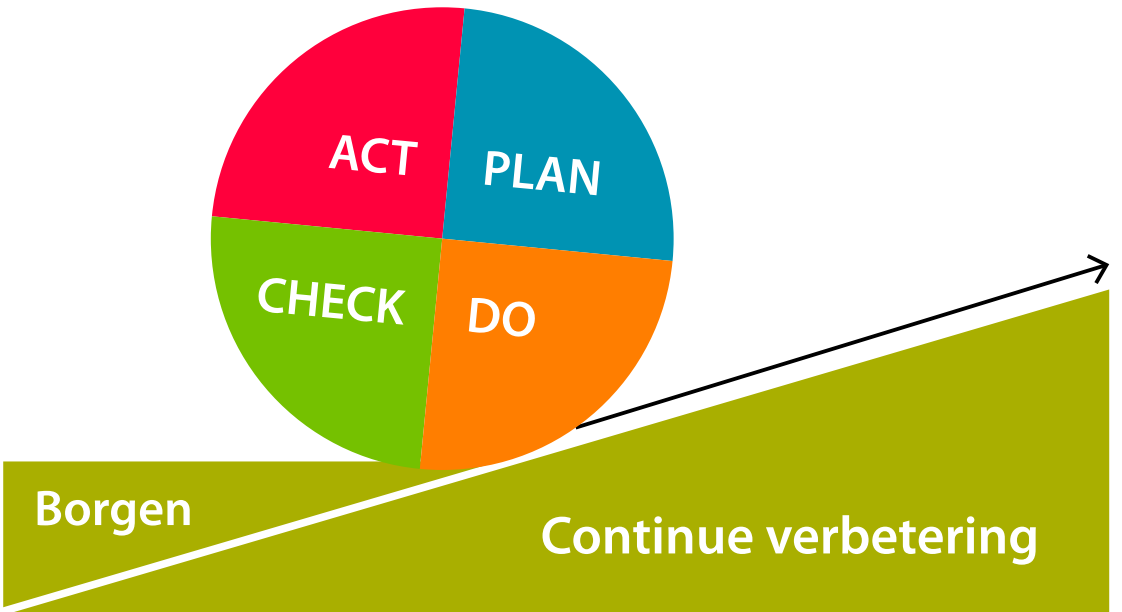 ACT
PLAN
CHECK
DO
Borgen
Continue verbetering